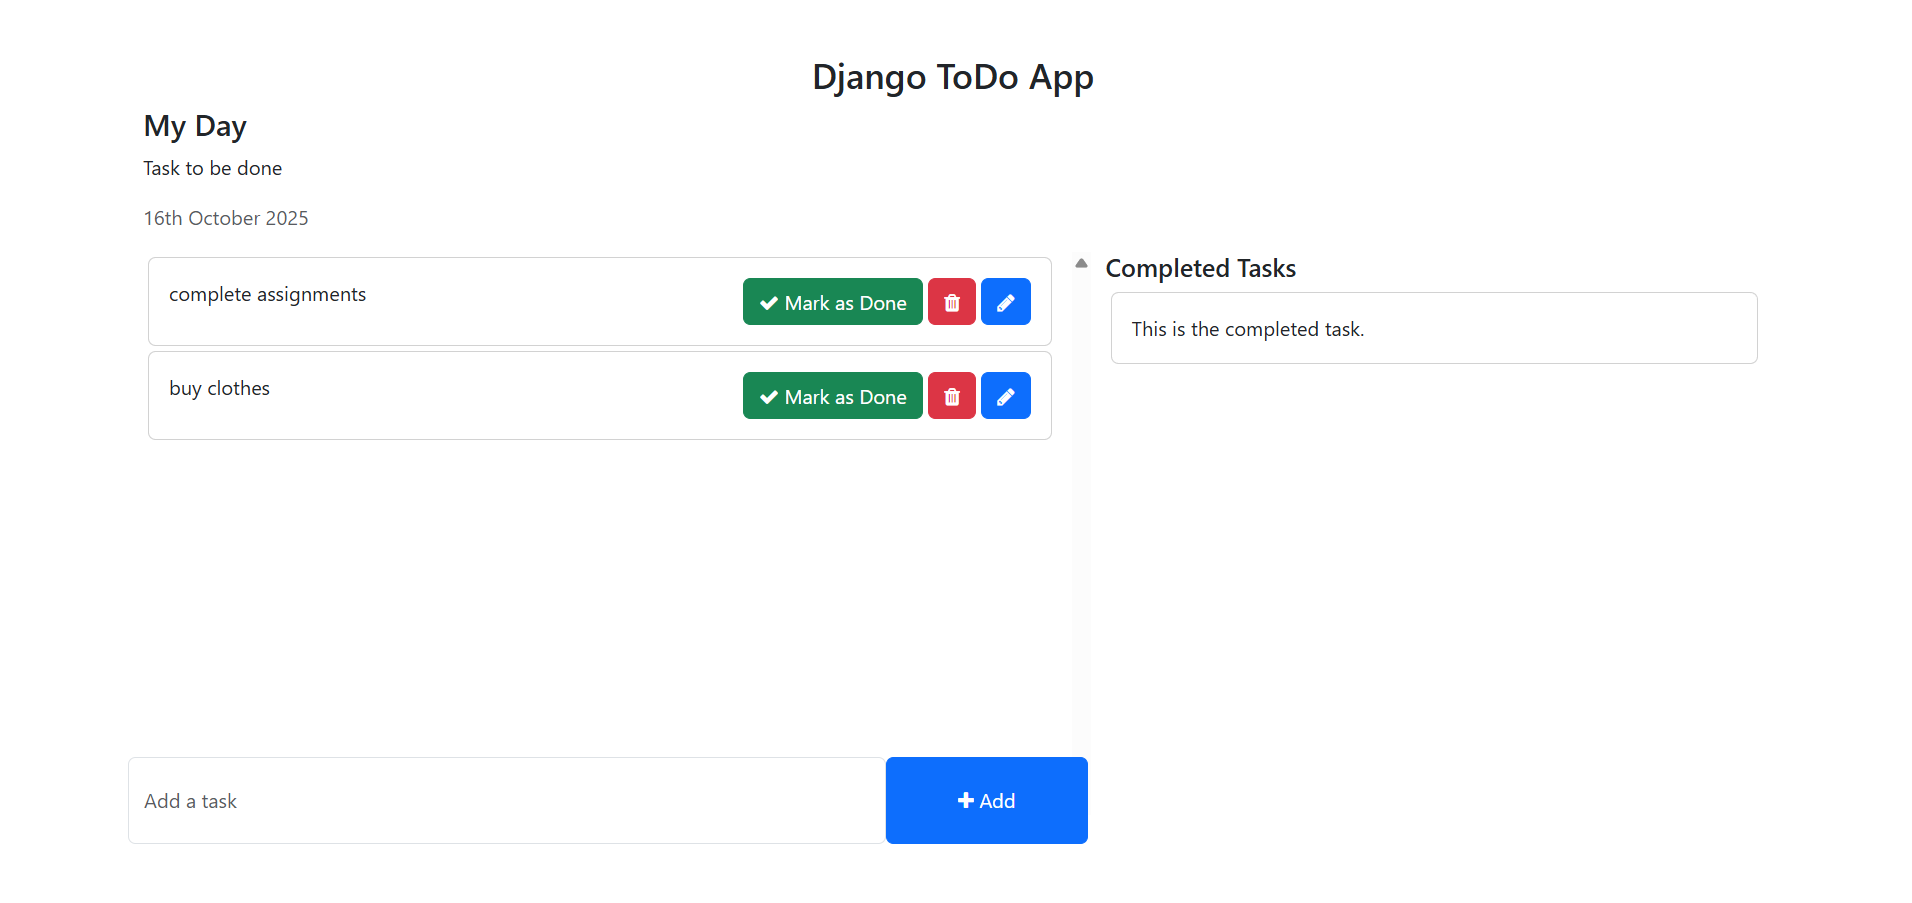 Django ToDo App
My Day
Task to be done
16th October 2025
complete assignments
Mark as Done
buy clothes
Mark as Done
Completed Tasks
This is the completed task.
Add a task
Add